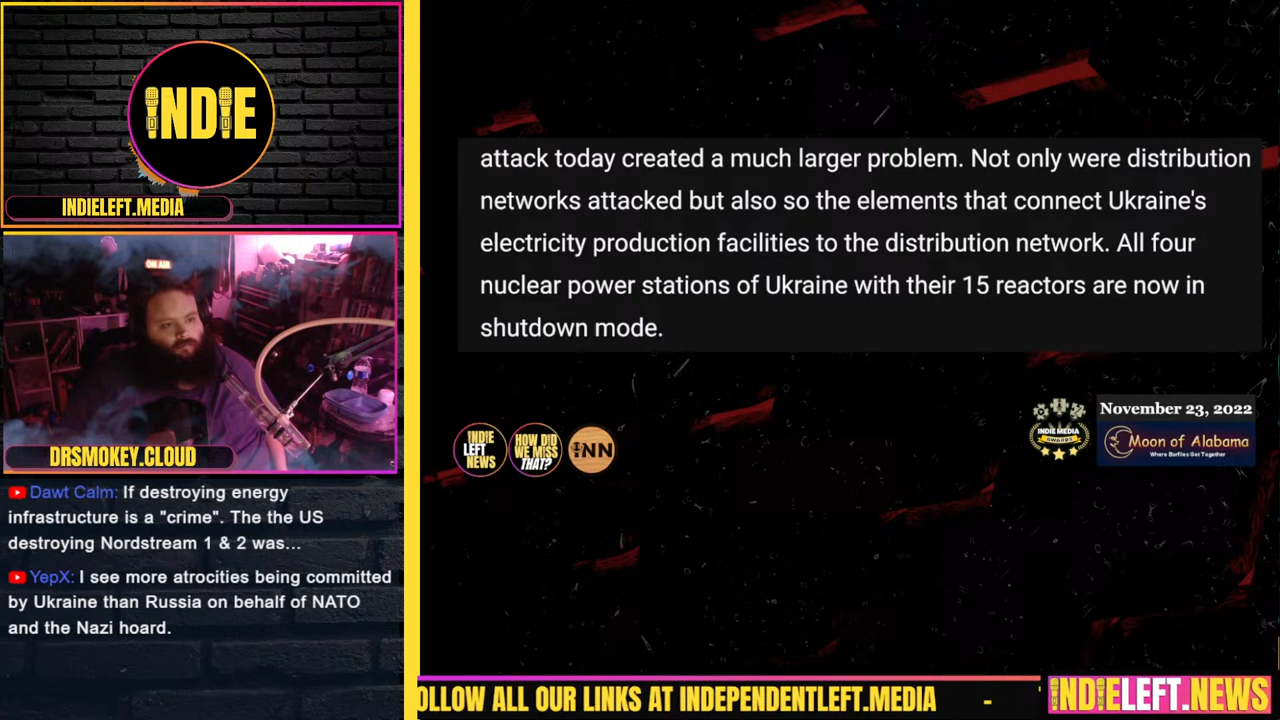 INDIE
INDIELEFT.MEDIA
ON AIR
DRSMOKEY.CLOUD
Dawt Calm: If destroying energy
infrastructure is a "crime". The the US
destroying Nordstream 1 & 2 was...
YepX: I see more atrocities being committed
by Ukraine than Russia on behalf of NATO
and the Nazi hoard.
attack today created a much larger problem. Not only were distribution
networks attacked but also so the elements that connect Ukraine's
electricity production facilities to the distribution network. All four
nuclear power stations of Ukraine with their 15 reactors are now in
shutdown mode.
INDIE
LEFT
NEWS
HOW DID
WE MISS
THAT?
INN
INDIE MEDIA
AWARDS
November 23, 2022
Moon of Alabama
Where Barflies Get Together
OLLOW ALL OUR LINKS AT INDEPENDENTLEFT.MEDIA -
INDIELEFT.NEWS